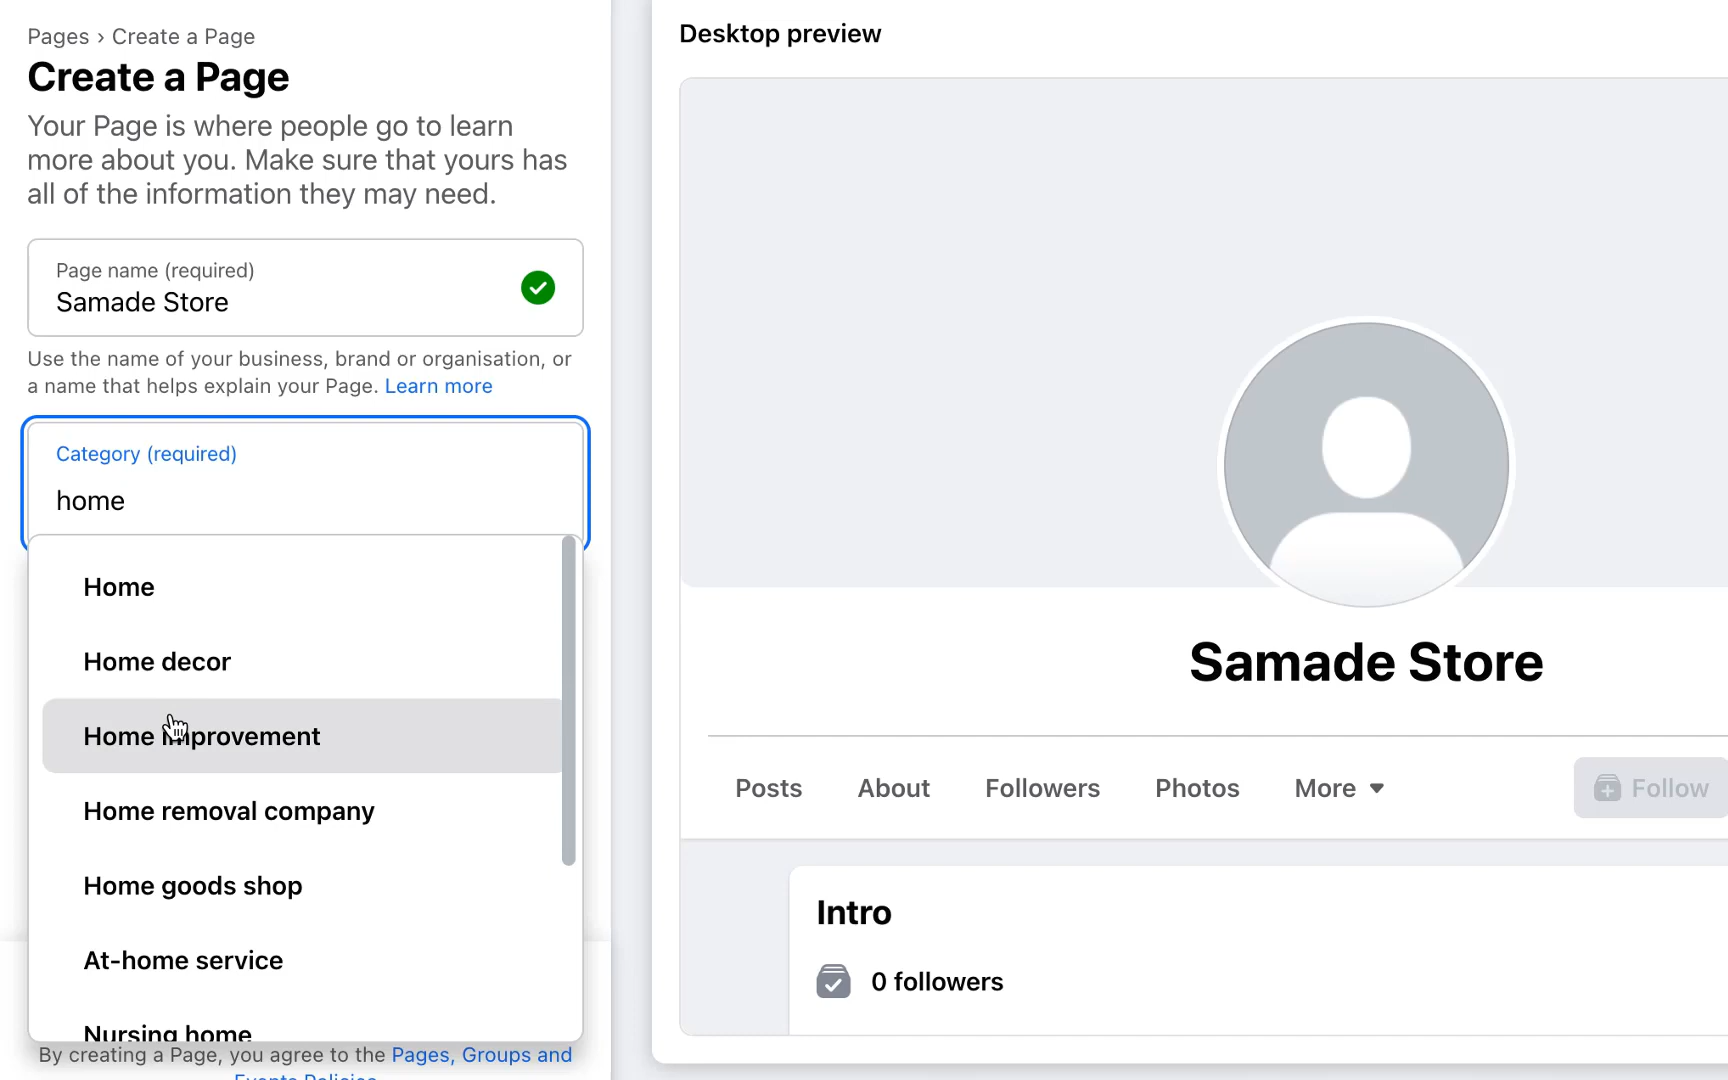 Pages › Create a Page
Create a Page
Your Page is where people go to learn
more about you. Make sure that yours has
all of the information they may need.
Page name (required)
Samade Store
Use the name of your business, brand or organisation, or
a name that helps explain your Page. Learn more
Category (required)
home
Home
Home decor
Home improvement
Home removal company
Home goods shop
At-home service
Nursing home
By creating a Page, you agree to the Pages, Groups and
Events Policies
Desktop preview
Samade Store
Posts About Followers Photos More Follow
Intro
0 followers